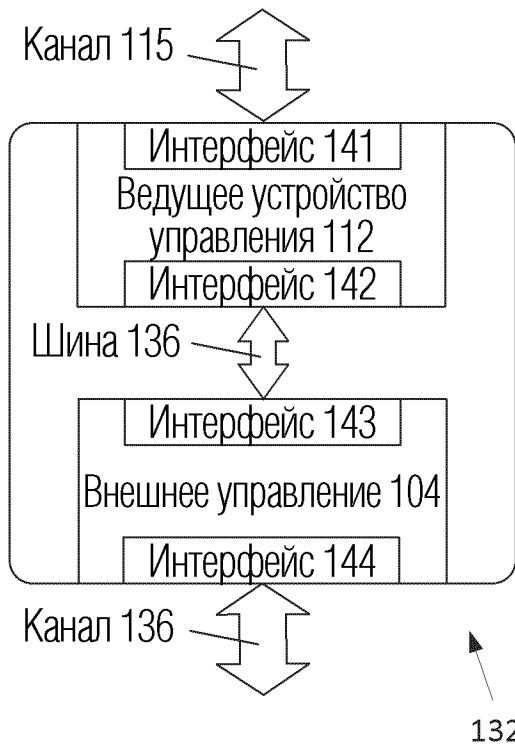 Канал 115
Интерфейс 141
Ведущее устройство
управления 112
Интерфейс 142
Шина 136
Интерфейс 143
Внешнее управление 104
Интерфейс 144
Канал 136
132